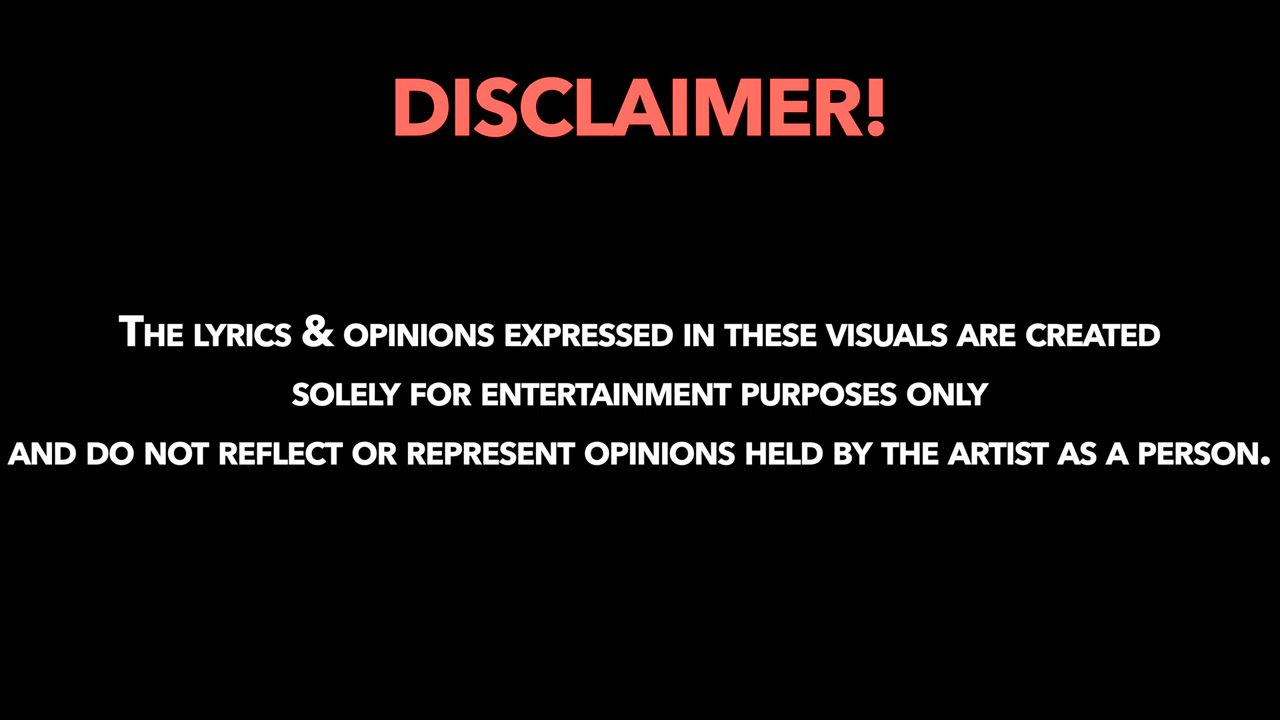 DISCLAIMER!
The lyrics & opinions expressed in these visuals are created
solely for entertainment purposes only
and do not reflect or represent opinions held by the artist as a person.